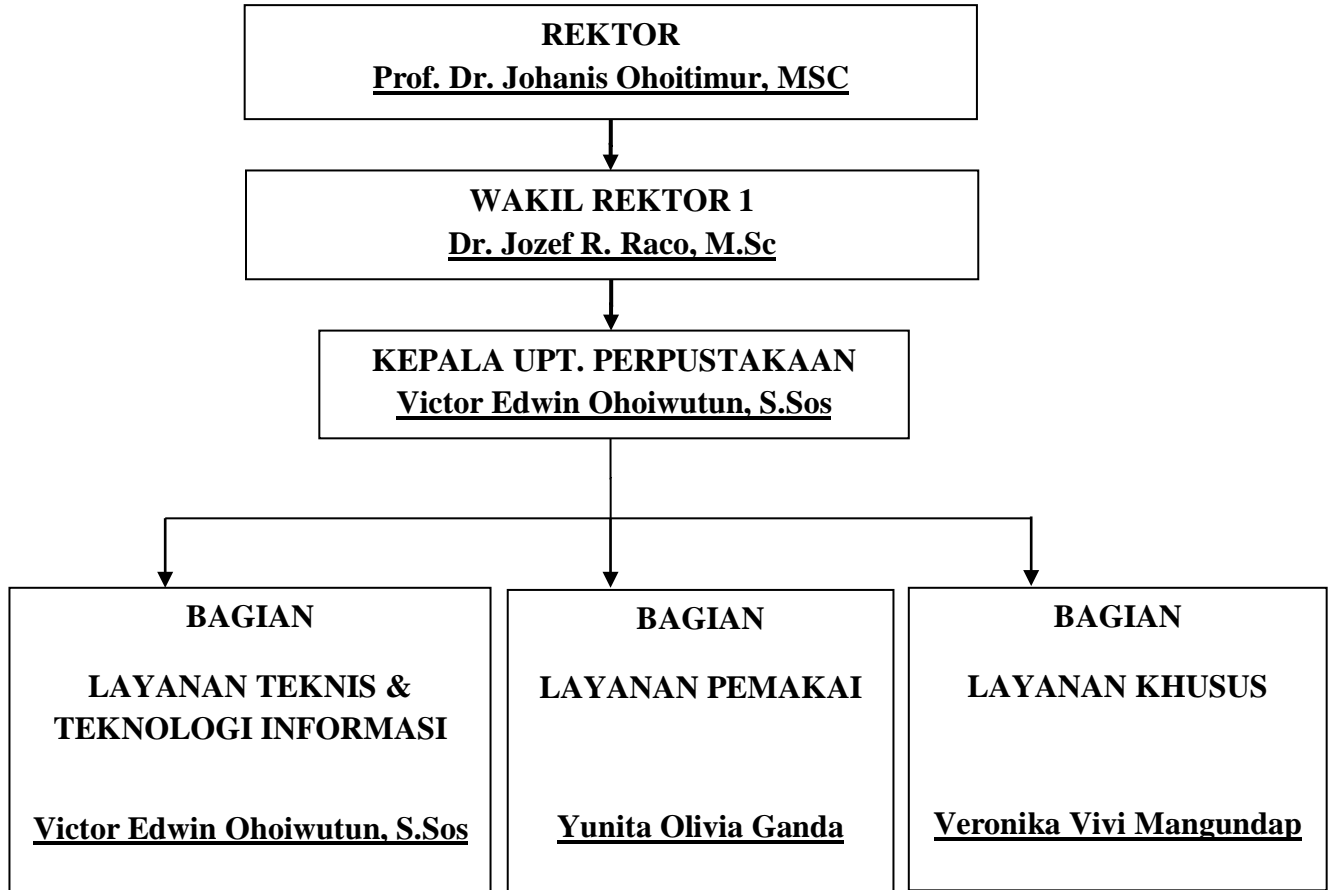 REKTOR
Prof. Dr. Johanis Ohoitimur, MSC
WAKIL REKTOR 1
Dr. Jozef R. Raco, M.Sc
KEPALA UPT. PERPUSTAKAAN
Victor Edwin Ohoiwutun, S.Sos
BAGIAN
LAYANAN TEKNIS &
TEKNOLOGI INFORMASI
Victor Edwin Ohoiwutun, S.Sos
BAGIAN
LAYANAN PEMAKAI
Yunita Olivia Ganda
BAGIAN
LAYANAN KHUSUS
Veronika Vivi Mangundap